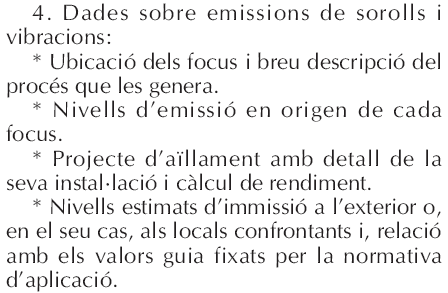 4. Dades sobre emissions de sorolls i
vibracions:
* Ubicació dels focus i breu descripció del
procés que les genera.
* Nivells d’emissió en origen de cada
focus.
* Projecte d’aïllament amb detall de la
seva instal·lació i càlcul de rendiment.
* Nivells estimats d’immissió a l’exterior o,
en el seu cas, als locals confrontants i, relació
amb els valors guia fixats per la normativa
d’aplicació.